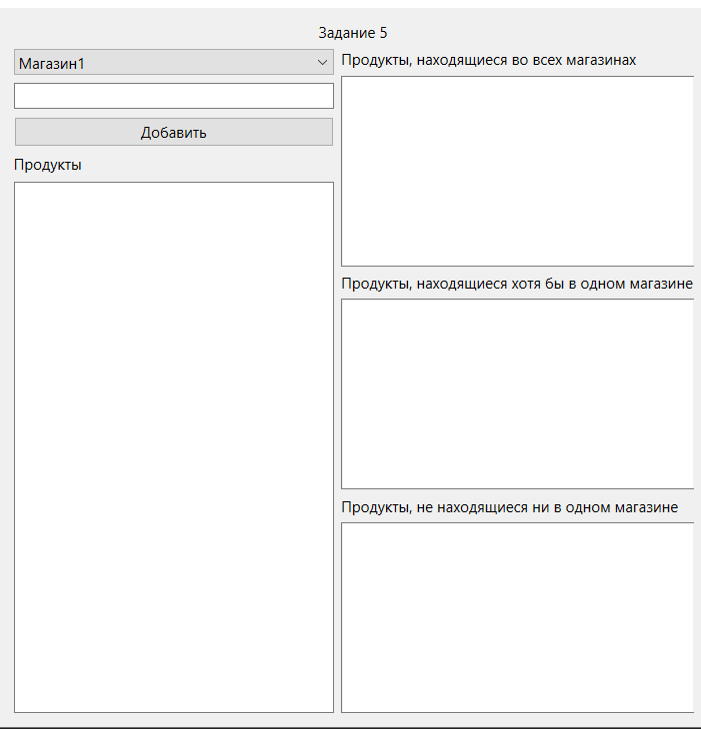 Задание 5
Магазин1
Добавить
Продукты
Продукты, находящиеся во всех магазинах
Продукты, находящиеся хотя бы в одном магазине
Продукты, не находящиеся ни в одном магазине